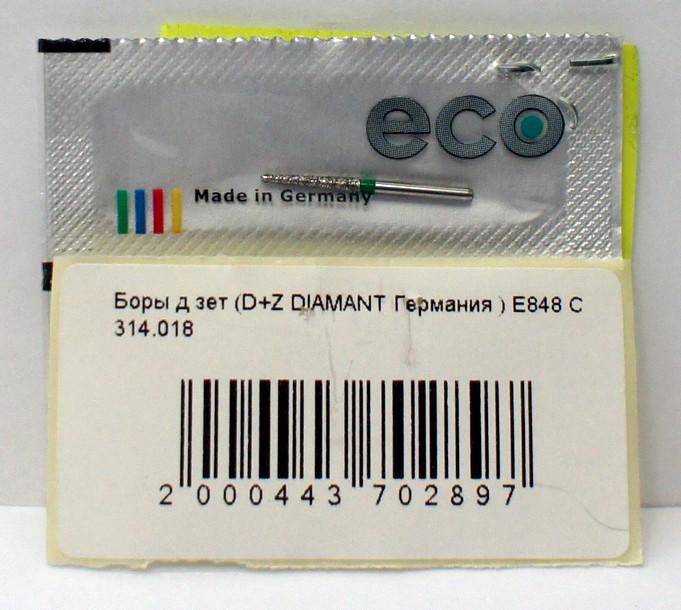 eco
Made in Germany
Боры д зет (D+Z DIAMANT Германия ) E848 C
314.018
2 000443 702897